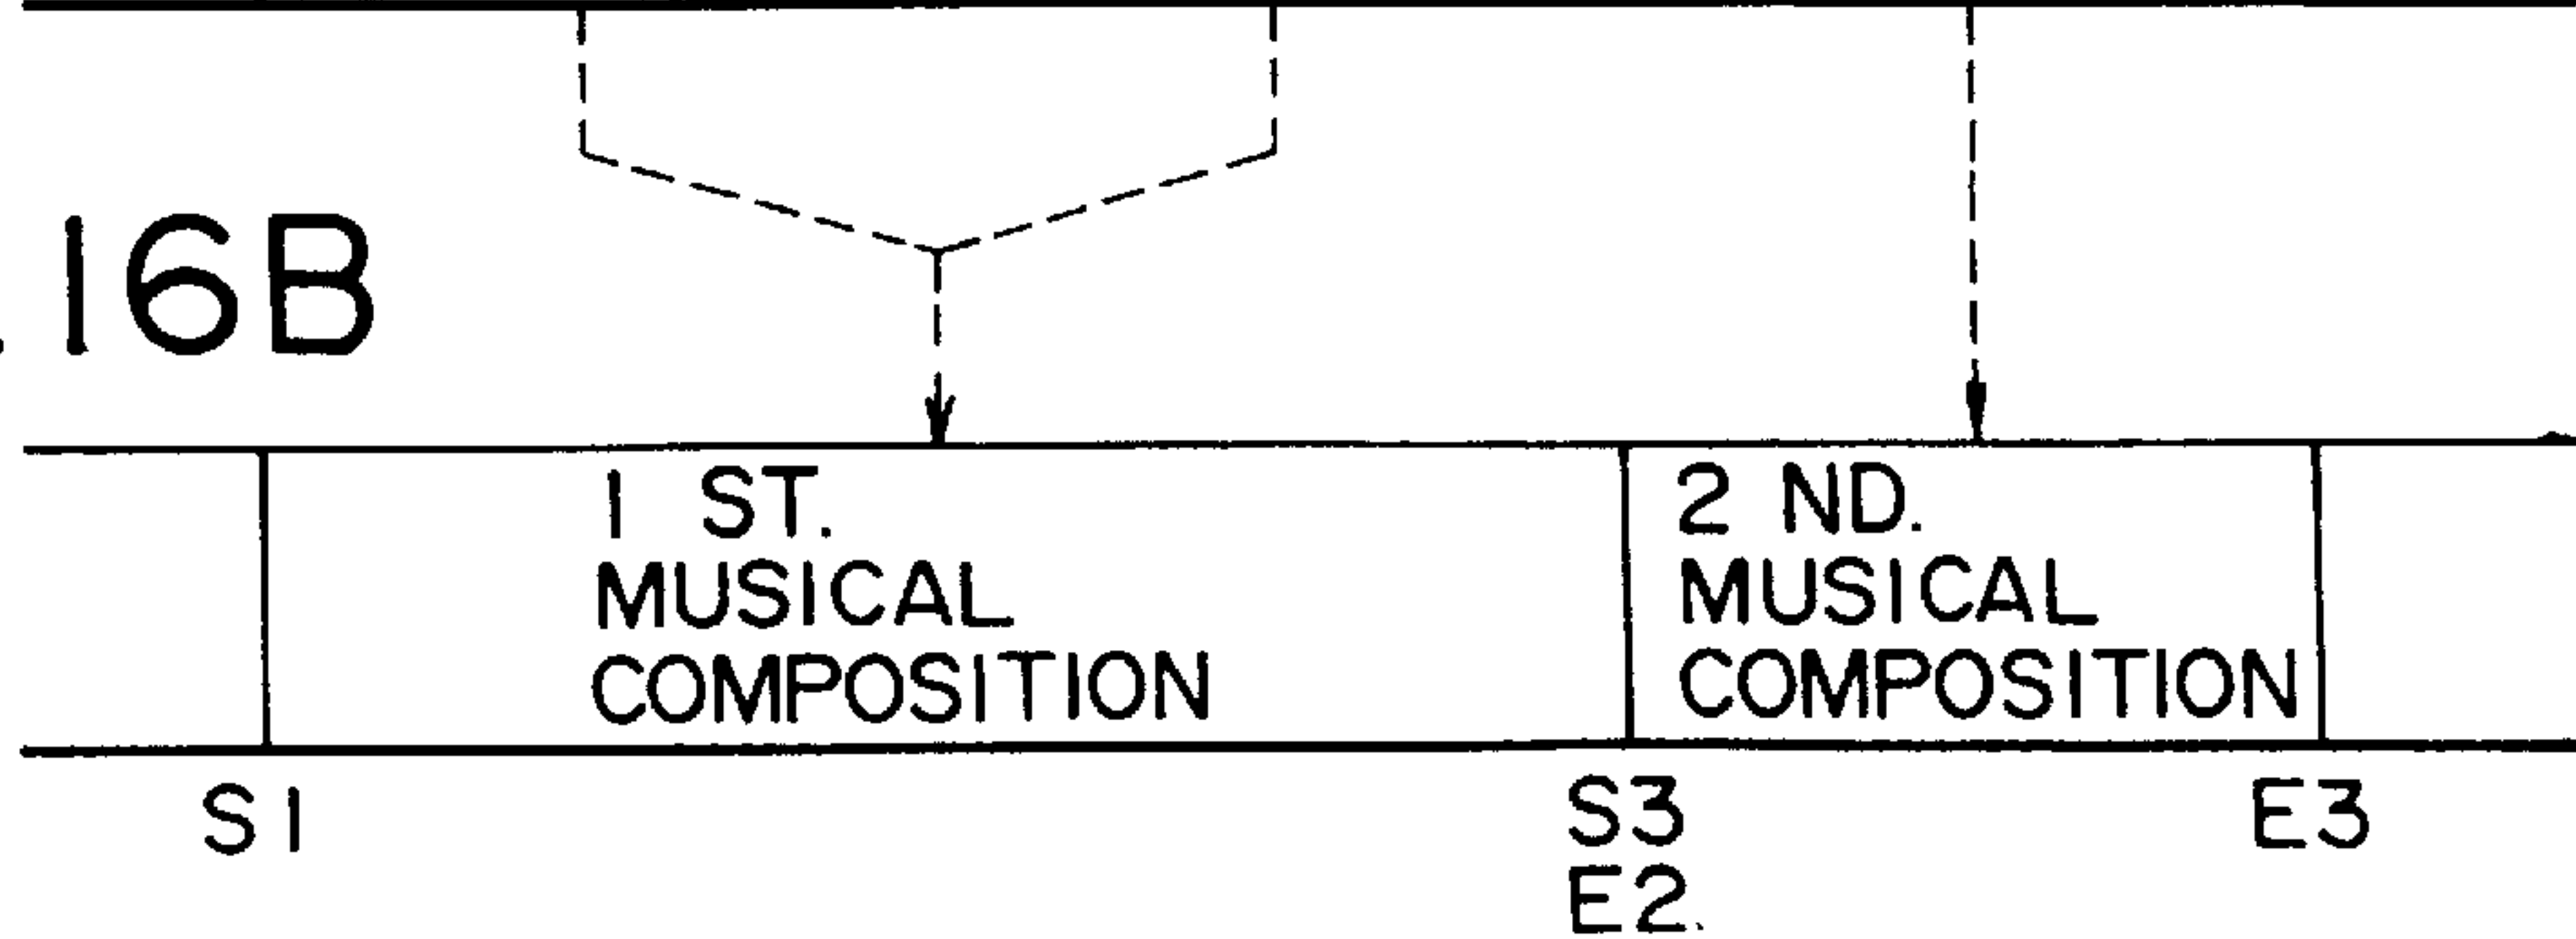 . 16B
1 ST.
MUSICAL
COMPOSITION
2 ND.
MUSICAL
COMPOSITION
S1
S3
E2
E3